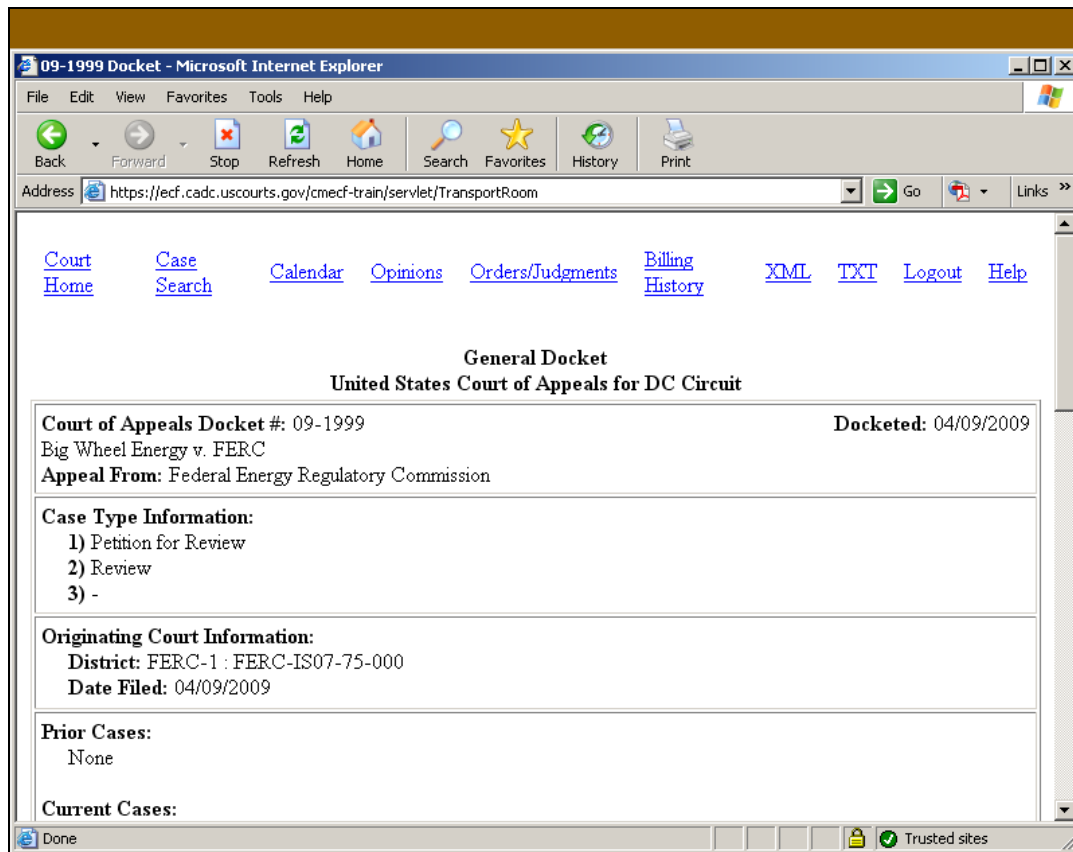 09-1999 Docket - Microsoft Internet Explorer
File Edit View Favorites Tools Help
Back Forward Stop Refresh Home Search Favorites History Print
Address https://ecf.cadc.uscourts.gov/cmecf-train/servlet/TransportRoom Go Links »
Court Home Case Search Calendar Opinions Orders/Judgments Billing History XML TXT Logout Help
General Docket
United States Court of Appeals for DC Circuit
Court of Appeals Docket #: 09-1999 Docketed: 04/09/2009
Big Wheel Energy v. FERC
Appeal From: Federal Energy Regulatory Commission
Case Type Information:
1) Petition for Review
2) Review
3) -
Originating Court Information:
District: FERC-1 : FERC-IS07-75-000
Date Filed: 04/09/2009
Prior Cases:
None
Current Cases:
Done Trusted sites